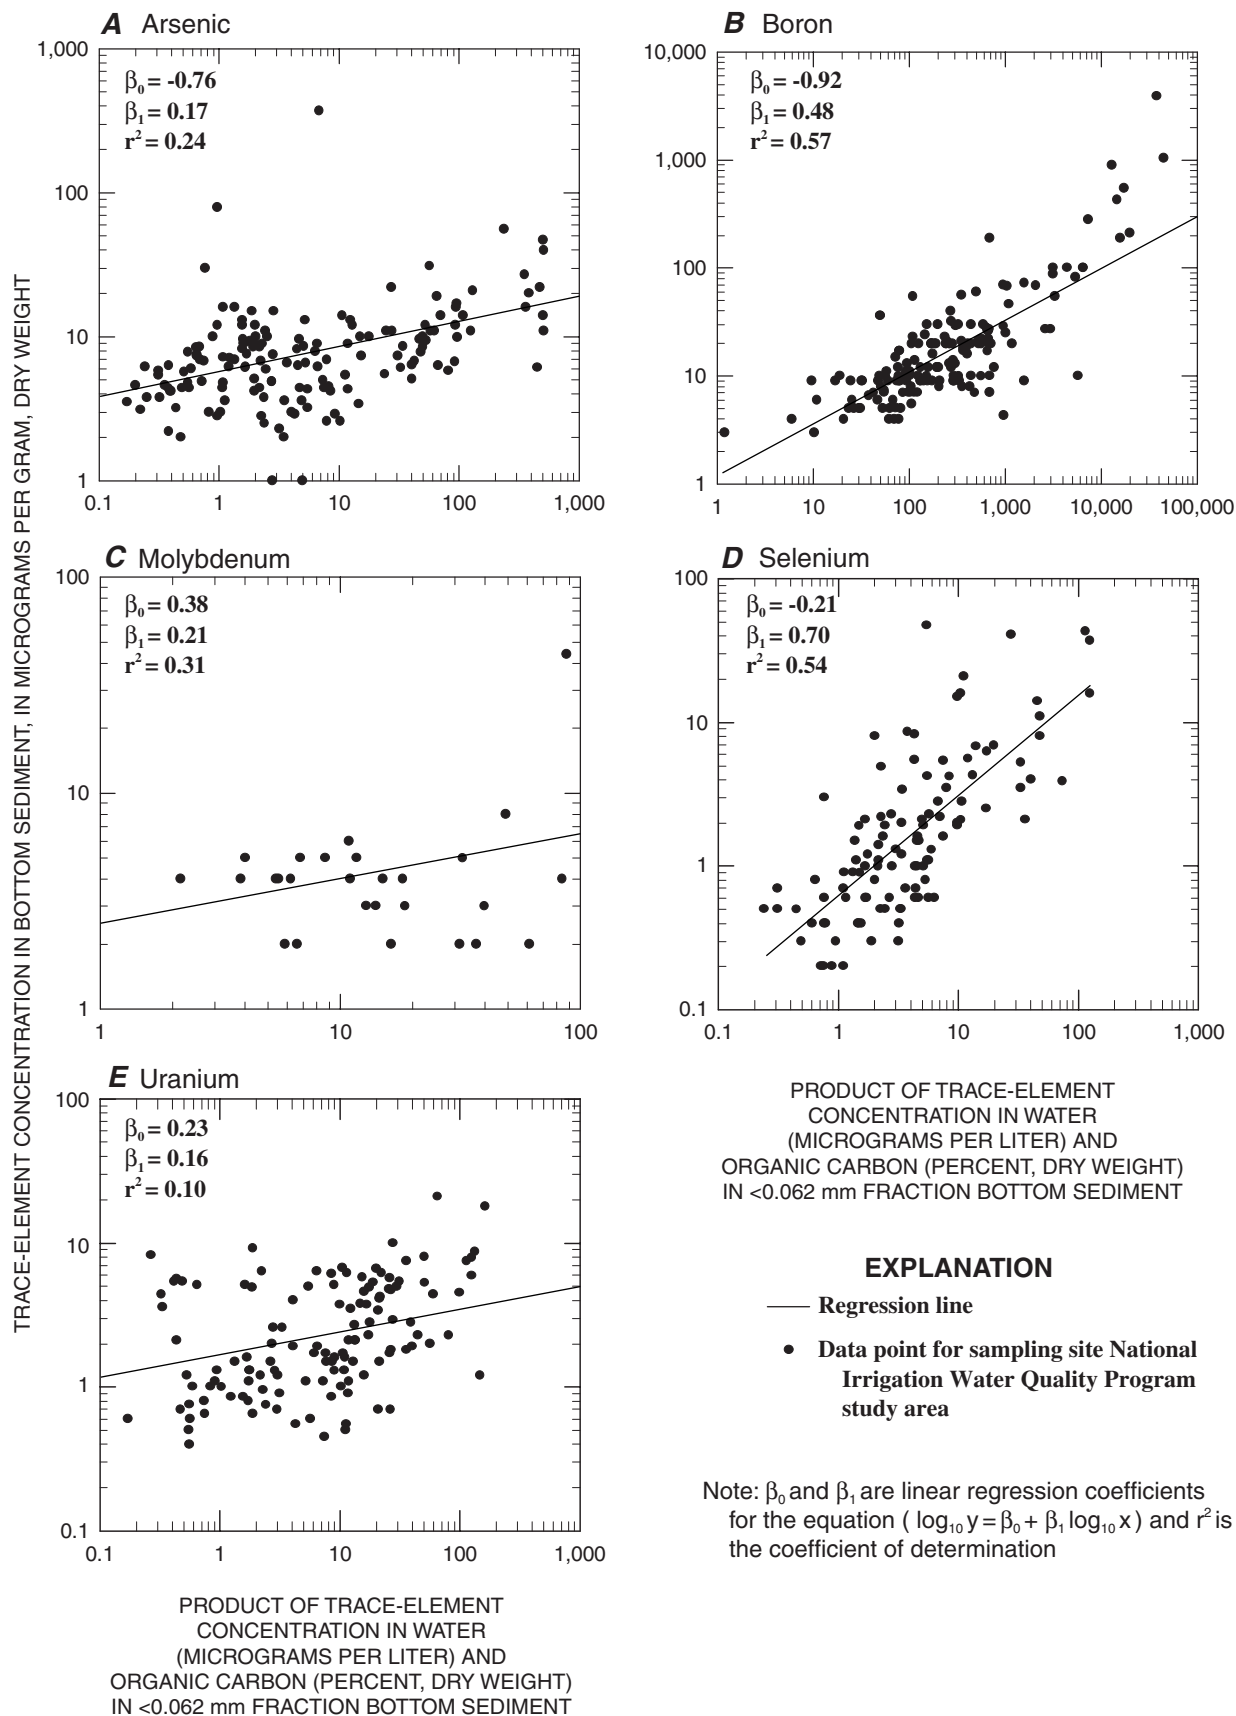 A Arsenic
β₀ = -0.76
β₁ = 0.17
r² = 0.24
1,000
100
10
1
0.1 1 10 100 1,000
B Boron
β₀ = -0.92
β₁ = 0.48
r² = 0.57
10,000
1,000
100
10
1
1 10 100 1,000 10,000 100,000
C Molybdenum
β₀ = 0.38
β₁ = 0.21
r² = 0.31
100
10
1
1 10 100
D Selenium
β₀ = -0.21
β₁ = 0.70
r² = 0.54
100
10
1
0.1
0.1 1 10 100 1,000
E Uranium
β₀ = 0.23
β₁ = 0.16
r² = 0.10
100
10
1
0.1
0.1 1 10 100 1,000
TRACE-ELEMENT CONCENTRATION IN BOTTOM SEDIMENT, IN MICROGRAMS PER GRAM, DRY WEIGHT
PRODUCT OF TRACE-ELEMENT
CONCENTRATION IN WATER
(MICROGRAMS PER LITER) AND
ORGANIC CARBON (PERCENT, DRY WEIGHT)
IN <0.062 mm FRACTION BOTTOM SEDIMENT
PRODUCT OF TRACE-ELEMENT
CONCENTRATION IN WATER
(MICROGRAMS PER LITER) AND
ORGANIC CARBON (PERCENT, DRY WEIGHT)
IN <0.062 mm FRACTION BOTTOM SEDIMENT
EXPLANATION
Regression line
Data point for sampling site National
Irrigation Water Quality Program
study area
Note: β₀ and β₁ are linear regression coefficients
for the equation ( log₁₀ y = β₀ + β₁ log₁₀ x ) and r² is
the coefficient of determination